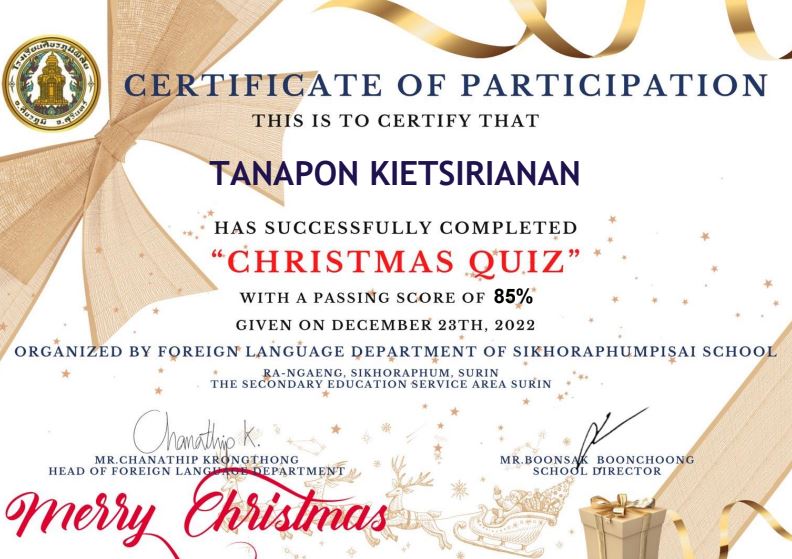 โรงเรียนศีขรภูมิพิสัย
อ.ศีขรภูมิ จ.สุรินทร์
CERTIFICATE OF PARTICIPATION
THIS IS TO CERTIFY THAT
TANAPON KIETSIRIANAN
HAS SUCCESSFULLY COMPLETED
“CHRISTMAS QUIZ”
WITH A PASSING SCORE OF 85%
GIVEN ON DECEMBER 23TH, 2022
ORGANIZED BY FOREIGN LANGUAGE DEPARTMENT OF SIKHORAPHUMPISAI SCHOOL
RA-NGAENG, SIKHORAPHUM, SURIN
THE SECONDARY EDUCATION SERVICE AREA SURIN
Chanathip K.
MR.CHANATHIP KRONGTHONG
HEAD OF FOREIGN LANGUAGE DEPARTMENT
MR.BOONSAK BOONCHOONG
SCHOOL DIRECTOR
Merry Christmas